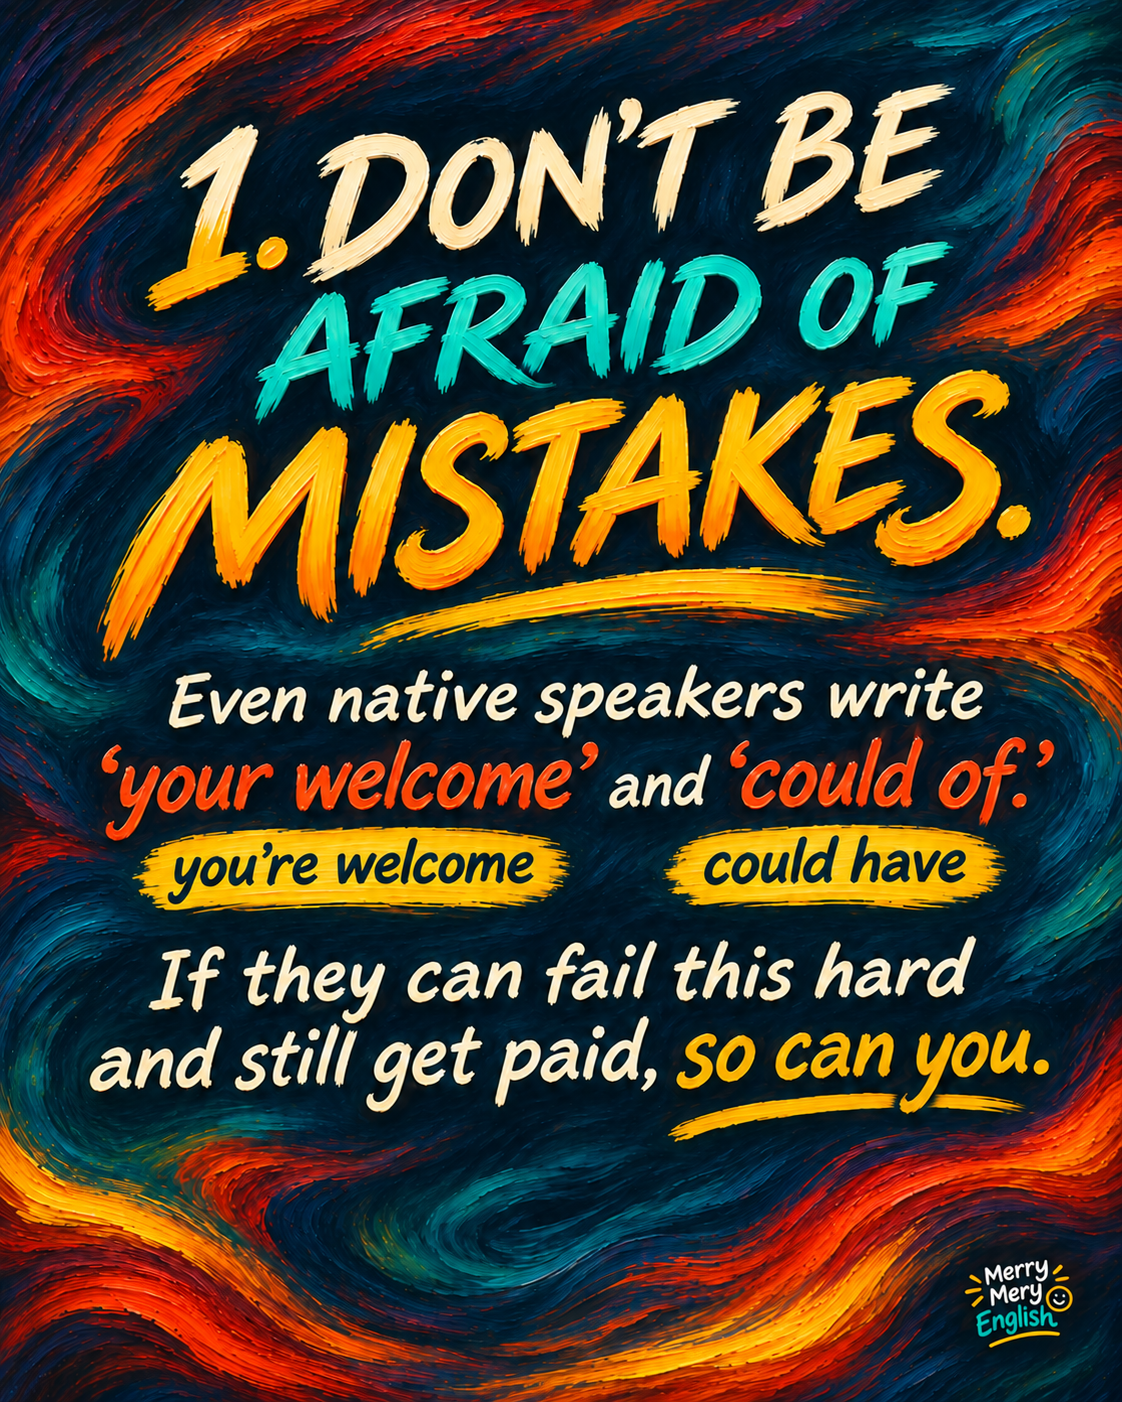 1. DON'T BE
AFRAID OF
MISTAKES.
Even native speakers write
‘your welcome’ and ‘could of.’
you're welcome could have
If they can fail this hard
and still get paid, so can you.
Merry
Mery
English